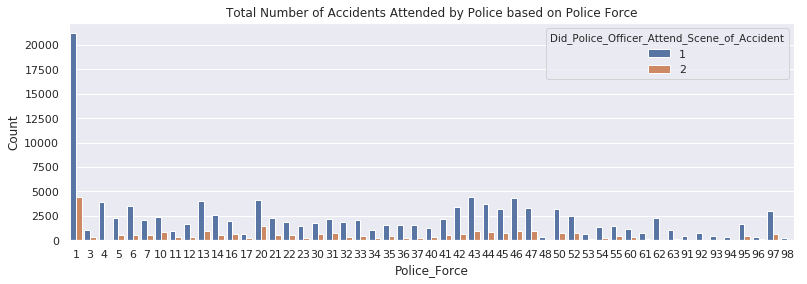 Total Number of Accidents Attended by Police based on Police Force
Did_Police_Officer_Attend_Scene_of_Accident
1
2
20000
17500
15000
12500
10000
7500
5000
2500
0
Count
1 3 4 5 6 7 10 11 12 13 14 16 17 20 21 22 23 30 31 32 33 34 35 36 37 40 41 42 43 44 45 46 47 48 50 52 53 54 55 60 61 62 63 91 92 93 94 95 96 97 98
Police_Force